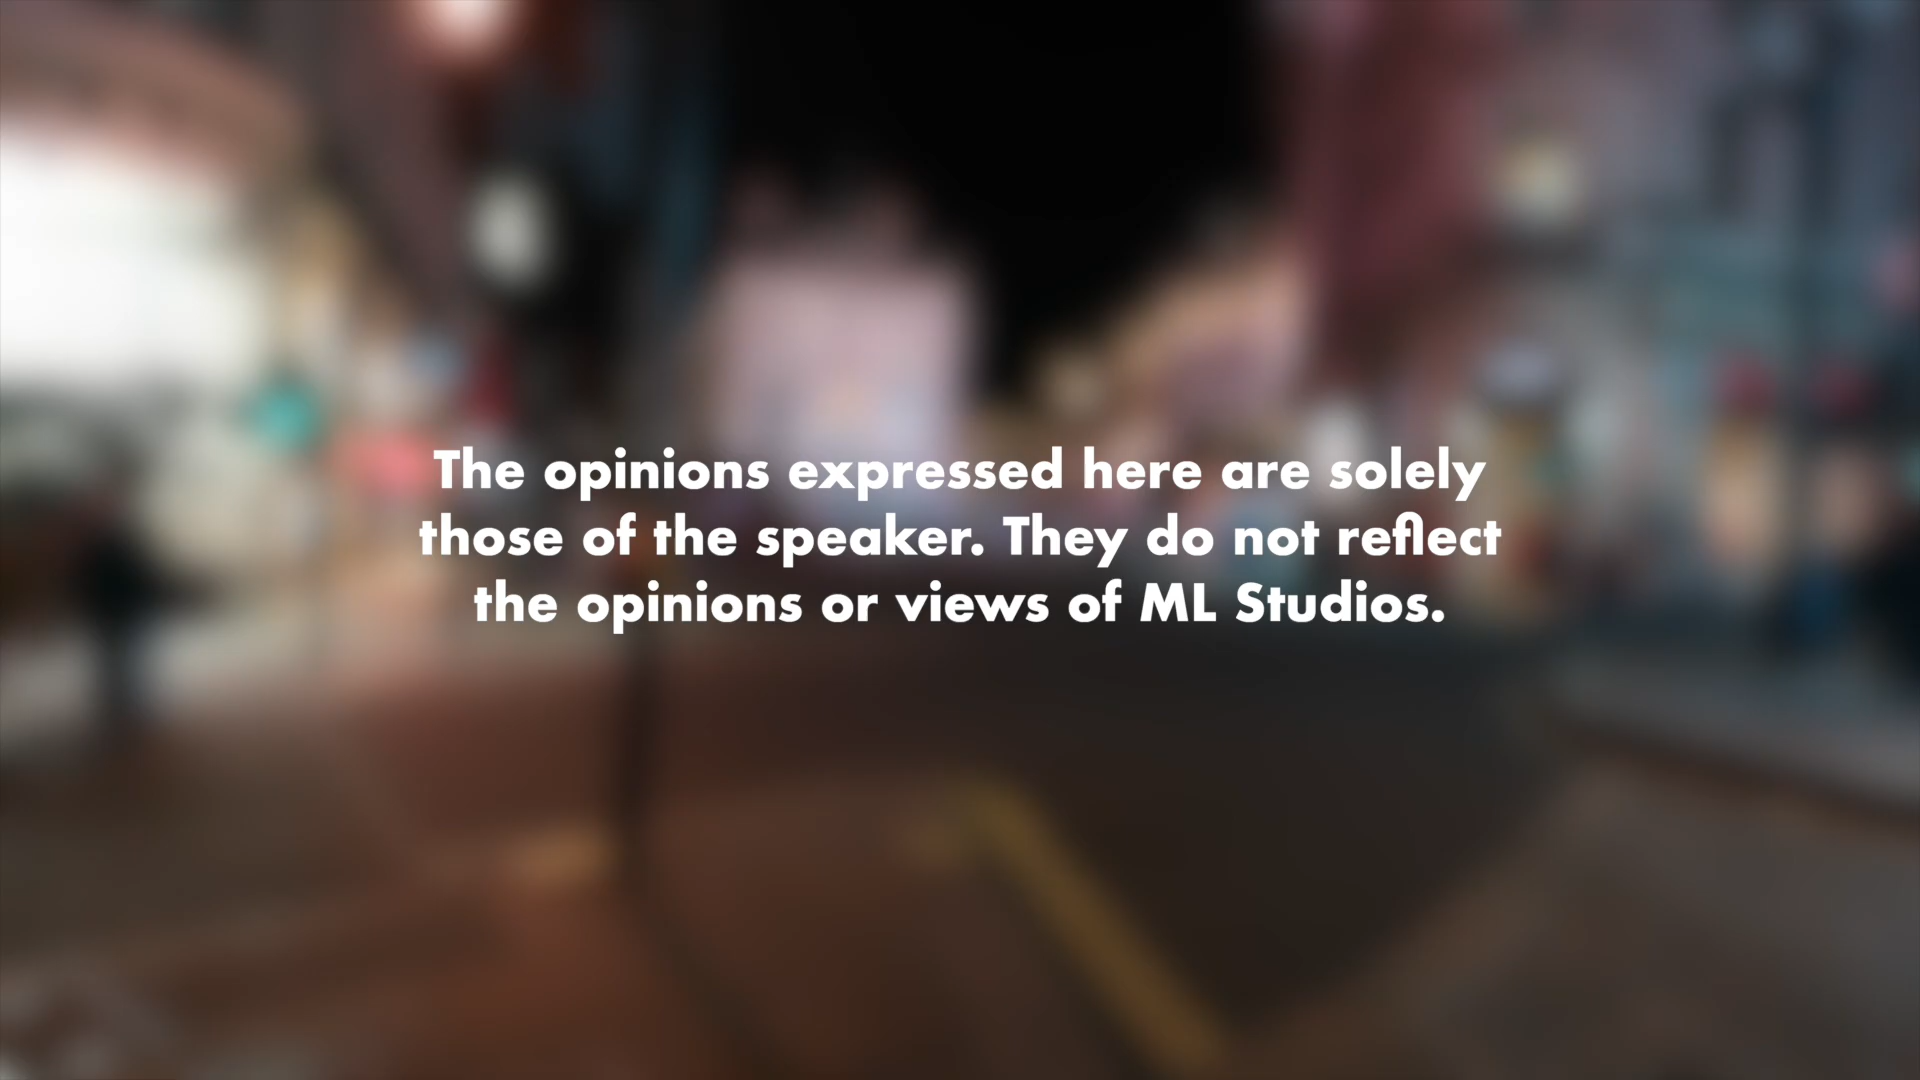 The opinions expressed here are solely
those of the speaker. They do not reflect
the opinions or views of ML Studios.